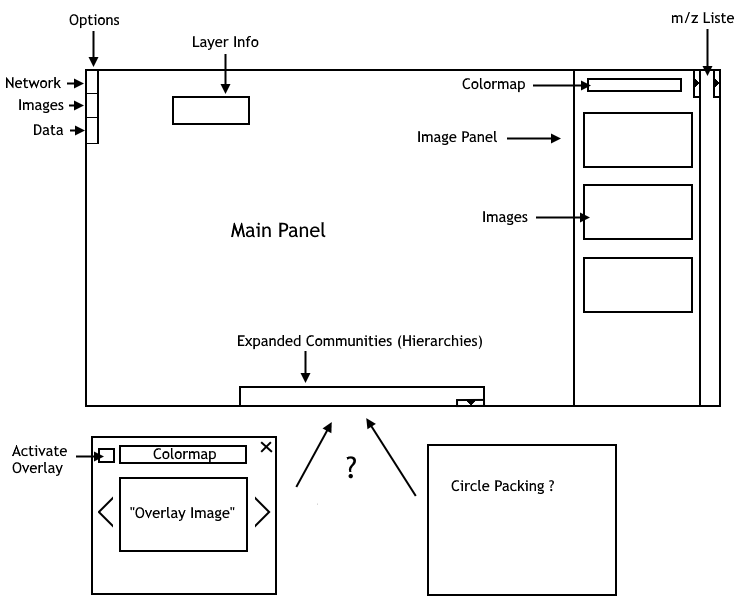 Options
m/z Liste
Layer Info
Network
Images
Data
Colormap
Image Panel
Images
Main Panel
Expanded Communities (Hierarchies)
Activate
Overlay
Colormap
"Overlay Image"
?
Circle Packing ?